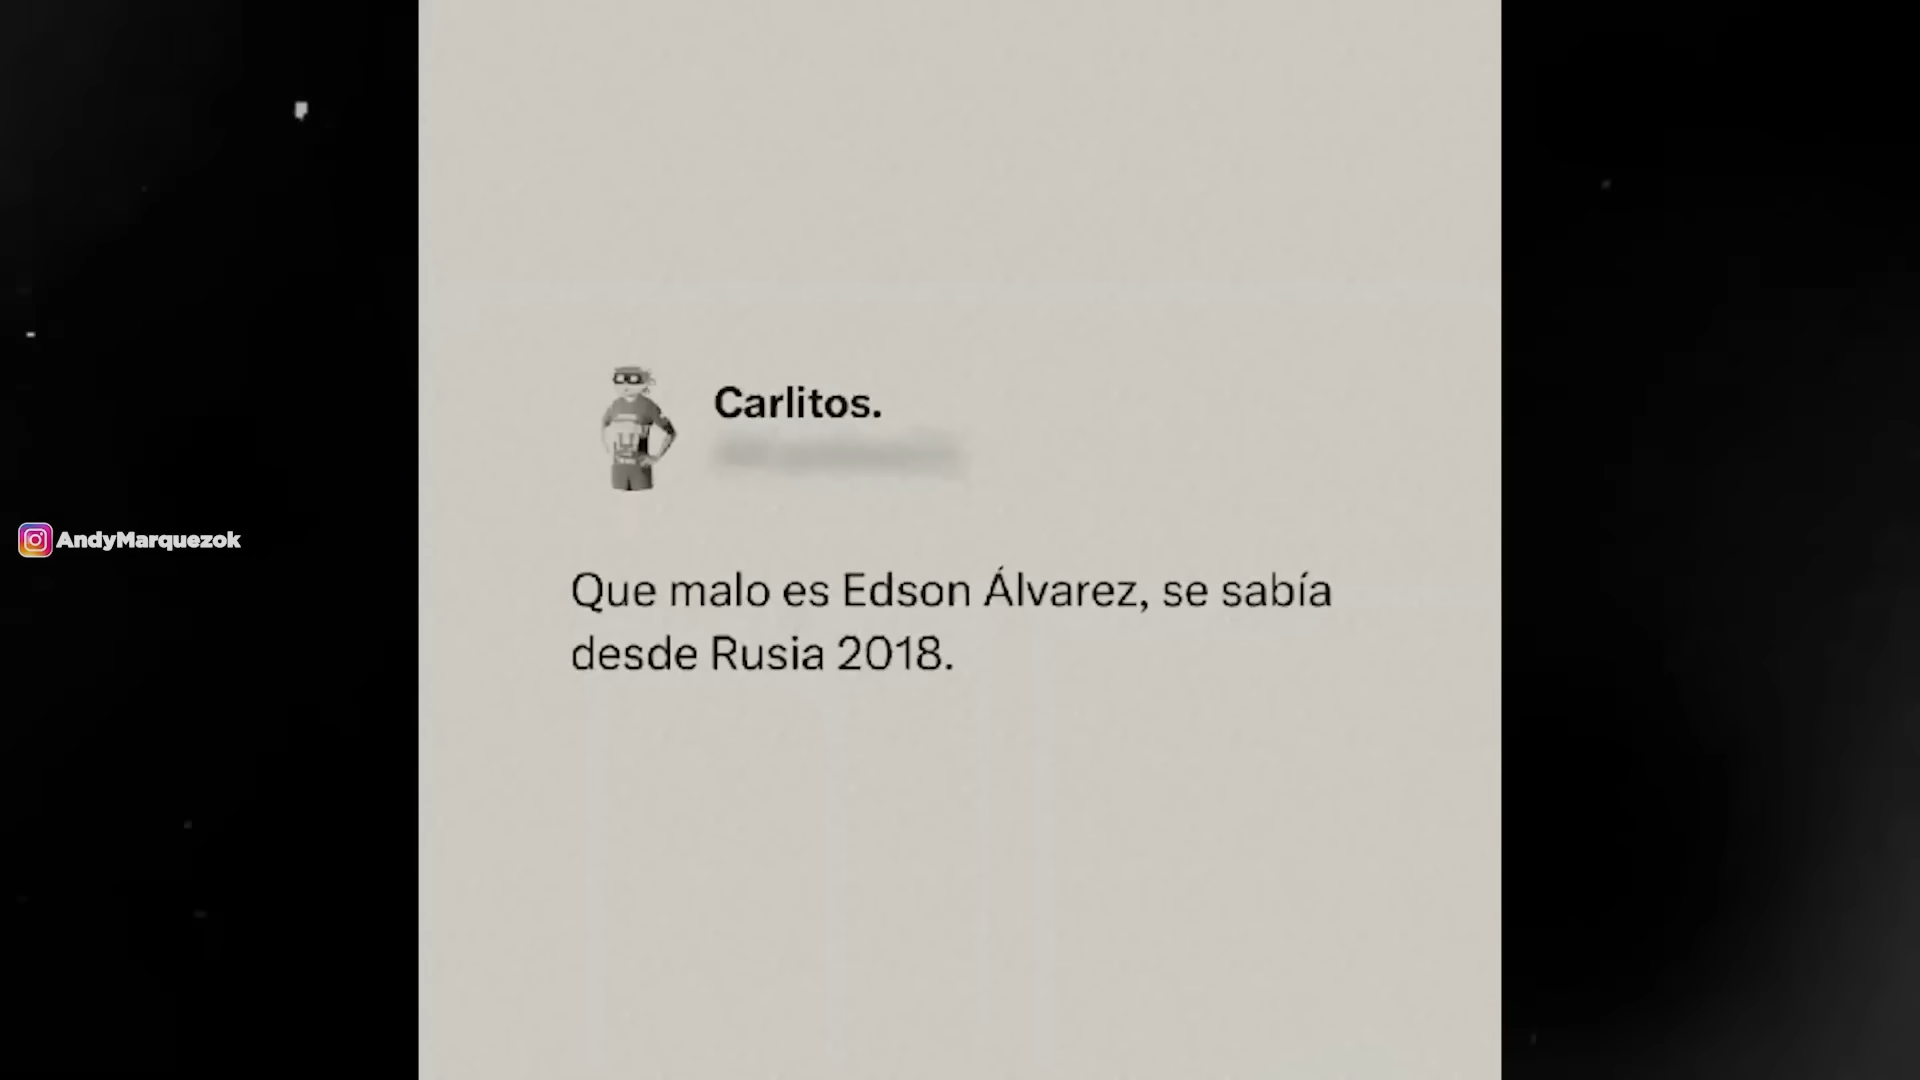 Carlitos.
AndyMarquezok
Que malo es Edson Álvarez, se sabía
desde Rusia 2018.